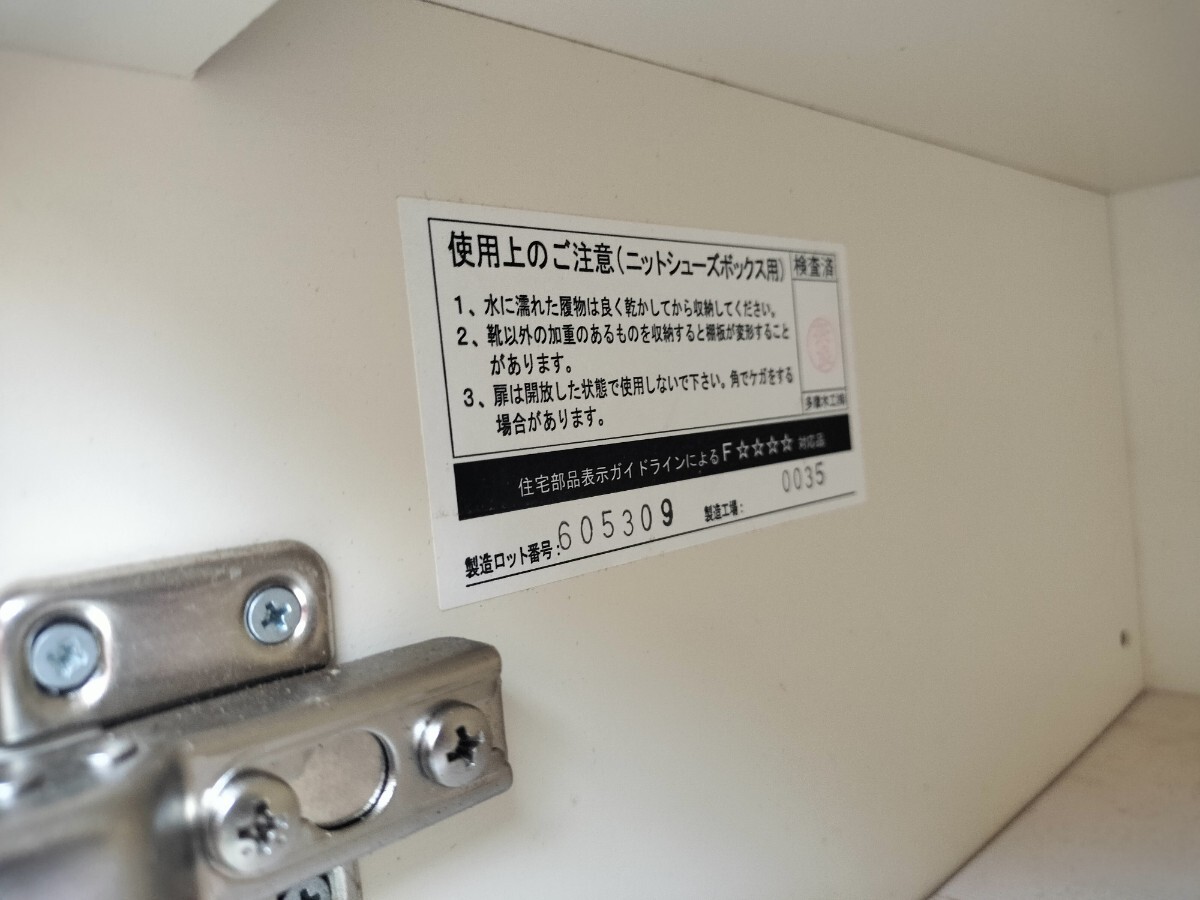 使用上のご注意(ニットシューズボックス用)
検査済
1、水に濡れた履物は良く乾かしてから収納してください。
2、靴以外の加重のあるものを収納すると棚板が変形すること
があります。
3、扉は開放した状態で使用しないで下さい。角でケガをする
場合があります。
住宅部品表示ガイドラインによるF☆☆☆☆ 対応品
製造ロット番号:605309 製造工場: 0035